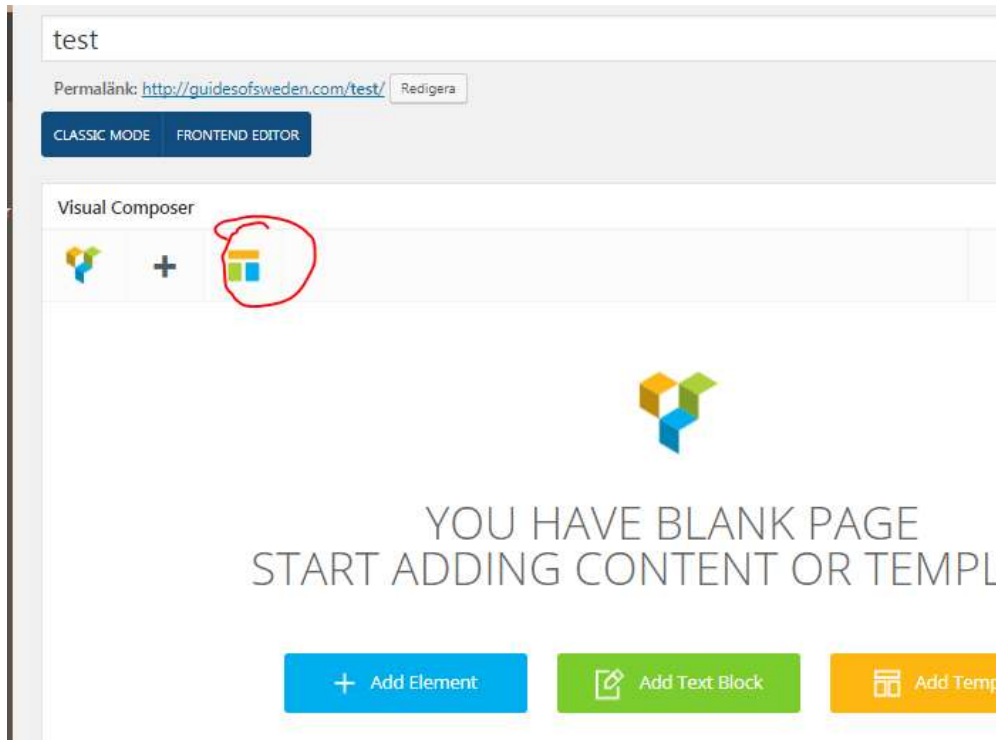 test
Permalänk: http://guidesofsweden.com/test/ Redigera
CLASSIC MODE FRONTEND EDITOR
Visual Composer
YOU HAVE BLANK PAGE
START ADDING CONTENT OR TEMPL
Add Element Add Text Block Add Temp